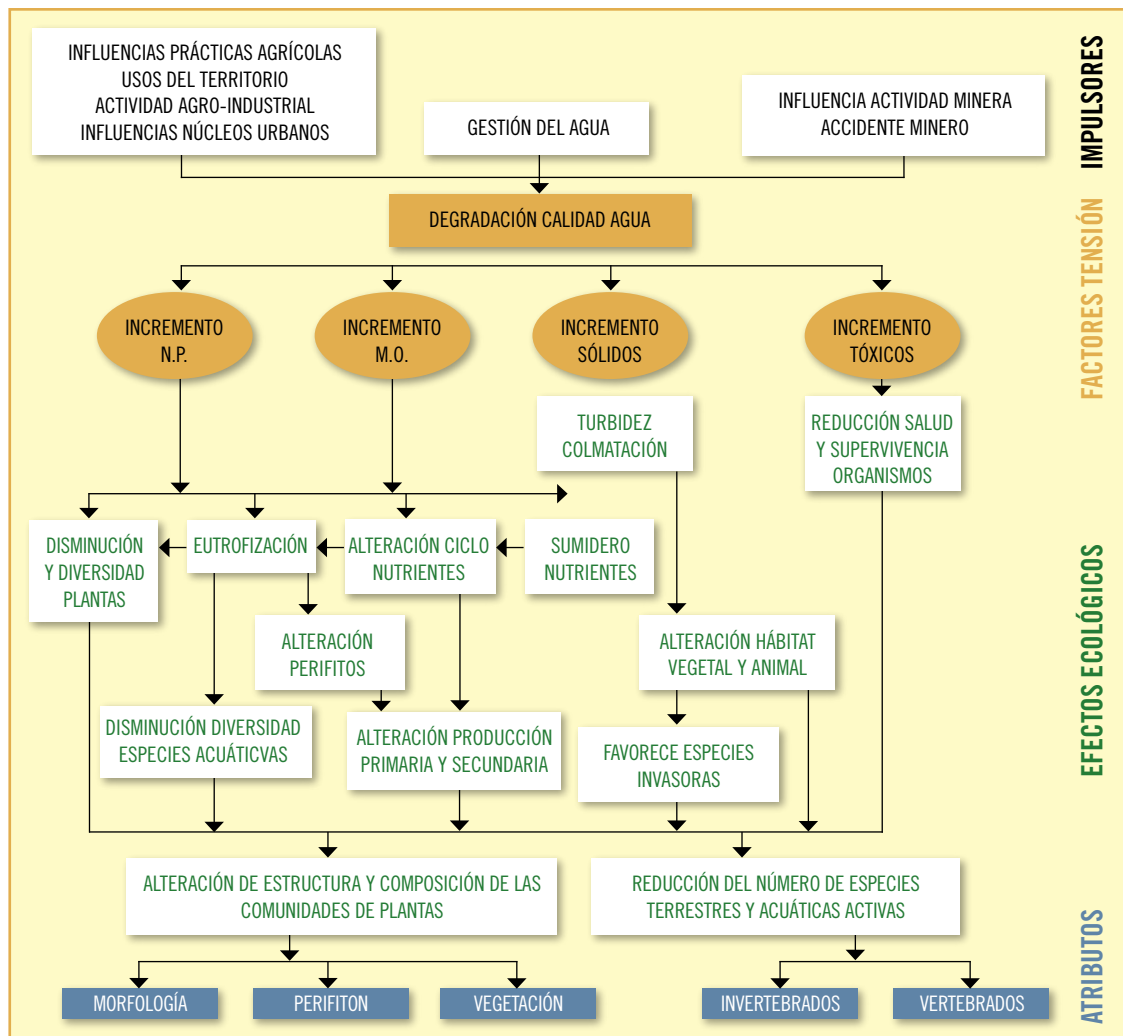 INFLUENCIAS PRÁCTICAS AGRÍCOLAS
USOS DEL TERRITORIO
ACTIVIDAD AGRO-INDUSTRIAL
INFLUENCIAS NÚCLEOS URBANOS
GESTIÓN DEL AGUA
INFLUENCIA ACTIVIDAD MINERA
ACCIDENTE MINERO
IMPULSORES
DEGRADACIÓN CALIDAD AGUA
FACTORES TENSIÓN
INCREMENTO
N.P.
INCREMENTO
M.O.
INCREMENTO
SÓLIDOS
INCREMENTO
TÓXICOS
TURBIDEZ
COLMATACIÓN
REDUCCIÓN SALUD
Y SUPERVIVENCIA
ORGANISMOS
DISMINUCIÓN
Y DIVERSIDAD
PLANTAS
EUTROFIZACIÓN
ALTERACIÓN CICLO
NUTRIENTES
SUMIDERO
NUTRIENTES
EFECTOS ECOLÓGICOS
ALTERACIÓN
PERIFITOS
ALTERACIÓN HÁBITAT
VEGETAL Y ANIMAL
DISMINUCIÓN DIVERSIDAD
ESPECIES ACUÁTICVAS
ALTERACIÓN PRODUCCIÓN
PRIMARIA Y SECUNDARIA
FAVORECE ESPECIES
INVASORAS
ALTERACIÓN DE ESTRUCTURA Y COMPOSICIÓN DE LAS
COMUNIDADES DE PLANTAS
REDUCCIÓN DEL NÚMERO DE ESPECIES
TERRESTRES Y ACUÁTICAS ACTIVAS
ATRIBUTOS
MORFOLOGÍA
PERIFITON
VEGETACIÓN
INVERTEBRADOS
VERTEBRADOS